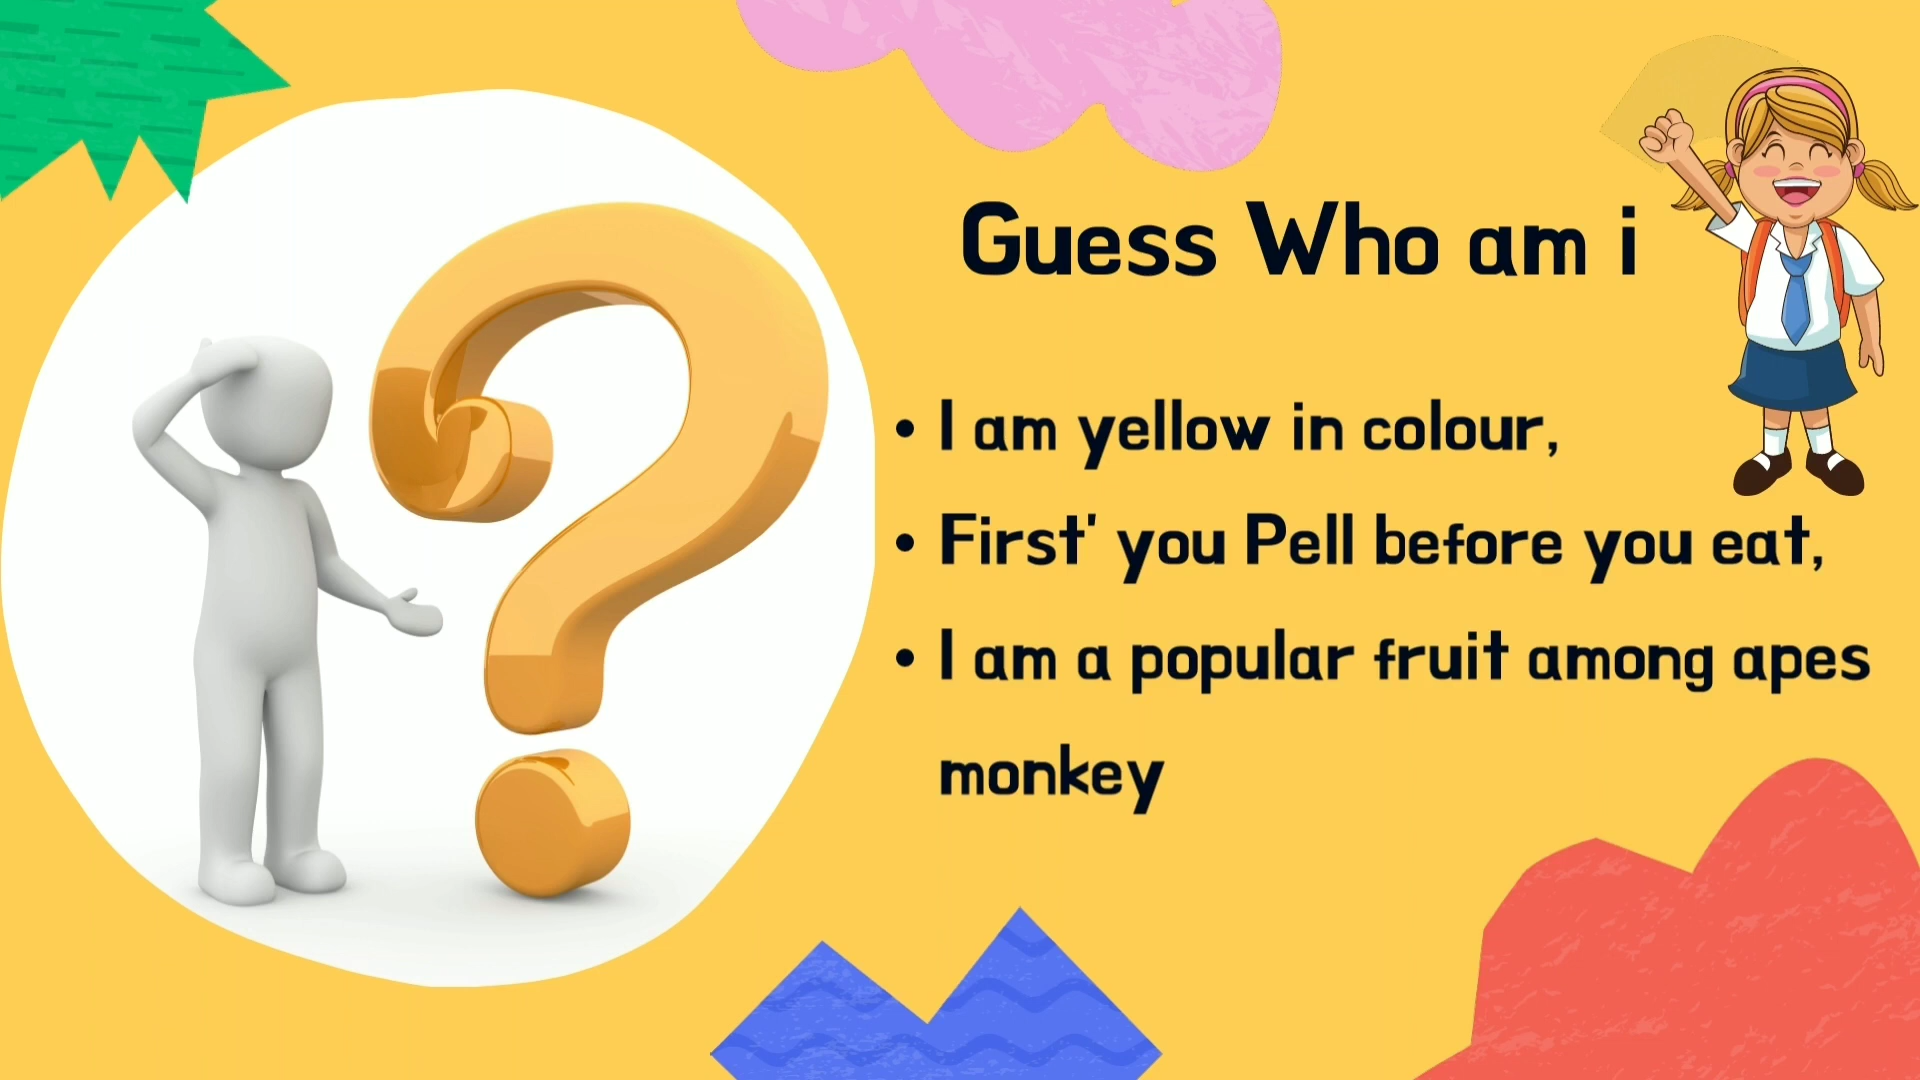 Guess Who am i
• I am yellow in colour,
• First' you Pell before you eat,
• I am a popular fruit among apes
monkey